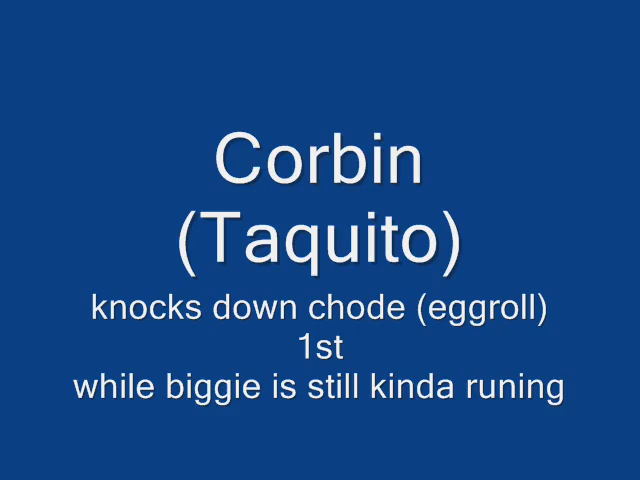 Corbin
(Taquito)
knocks down chode (eggroll)
1st
while biggie is still kinda runing